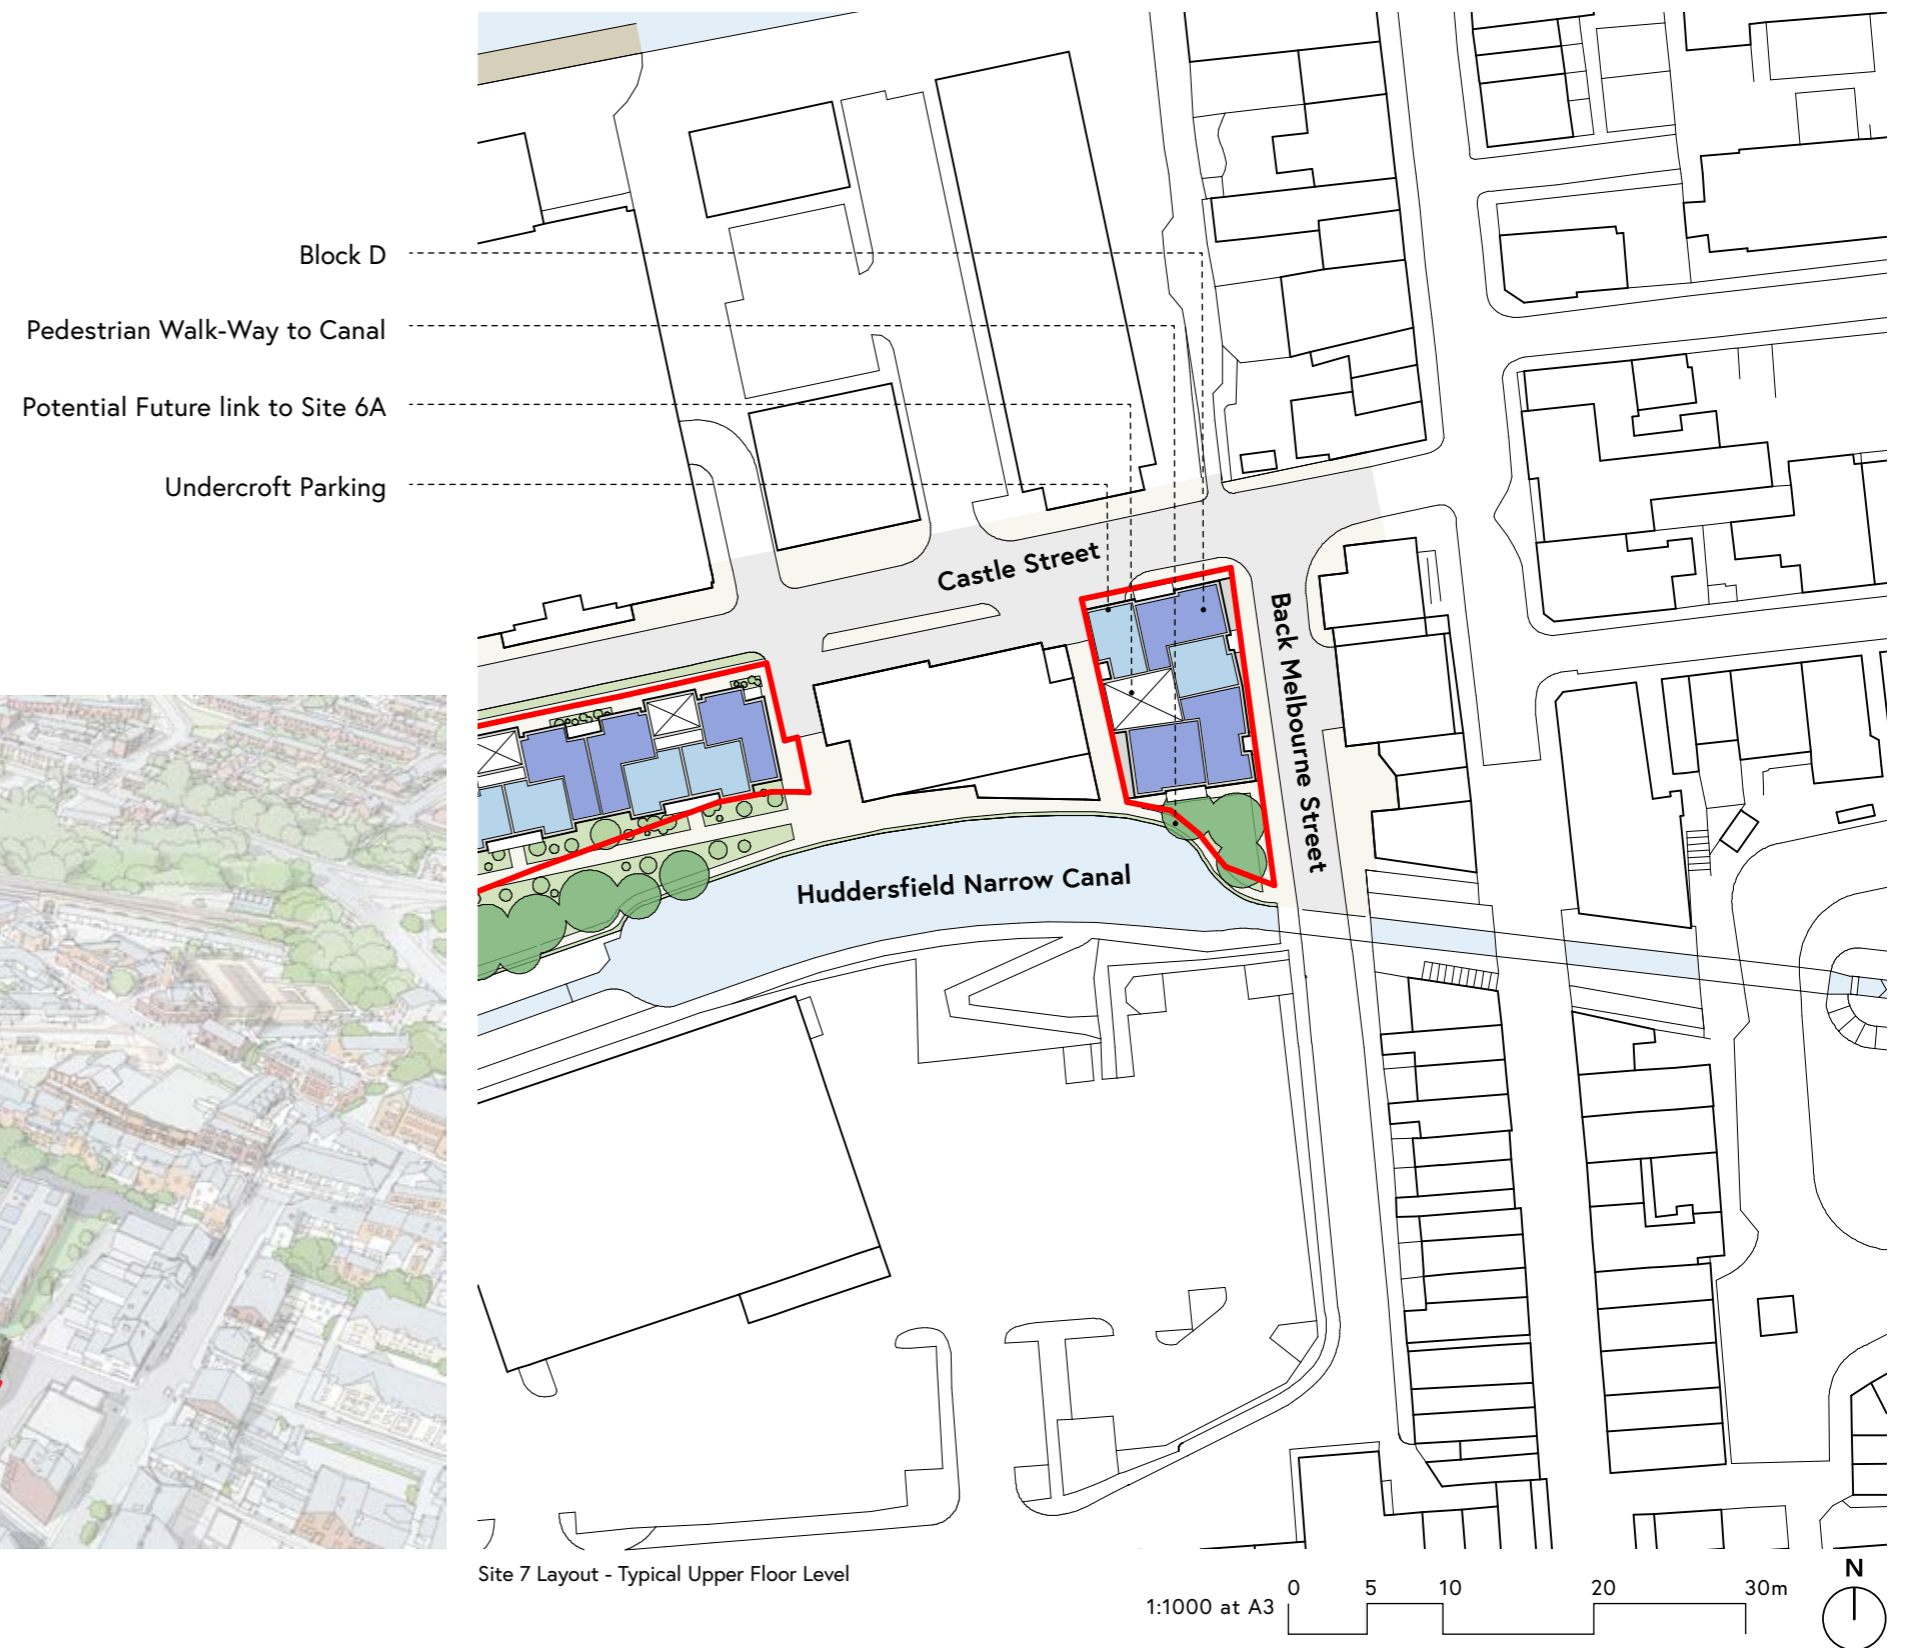 Block D
Pedestrian Walk-Way to Canal
Potential Future link to Site 6A
Undercroft Parking
Castle Street
Back Melbourne Street
Huddersfield Narrow Canal
Site 7 Layout - Typical Upper Floor Level
1:1000 at A3
0 5 10 20 30m
N